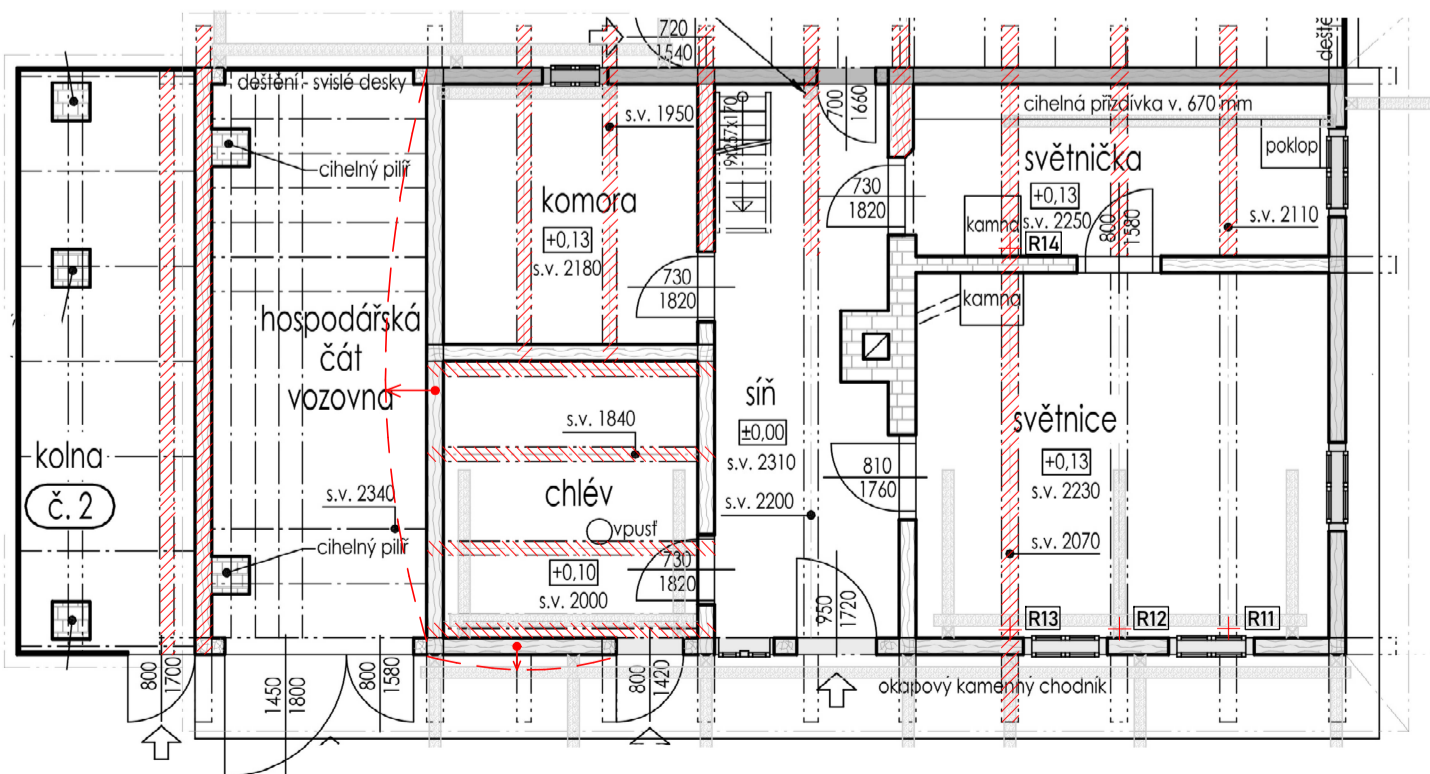 720
1540
deštění - svislé desky
s.v. 1950
9x257x170
700
1660
cihelná přizdívka v. 670 mm
deště
poklop
cihelný pilíř
světnička
+0,13
s.v. 2250
kamna
R14
800
1580
s.v. 2110
730
1820
komora
+0,13
s.v. 2180
730
1820
kamna
hospodářská
čát
vozovna
síň
±0,00
s.v. 2310
s.v. 2200
světnice
+0,13
s.v. 2230
s.v. 1840
kolna
č. 2
s.v. 2340
cihelný pilíř
chlév
vpusť
+0,10
s.v. 2000
730
1820
810
1760
s.v. 2070
R13
R12
R11
800
1700
1450
1800
800
1580
800
1420
950
1720
okapový kamenný chodník